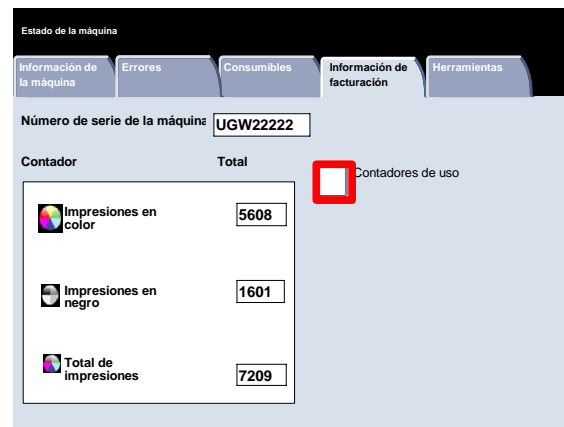 Estado de la máquina
Información de la máquina
Errores
Consumibles
Información de facturación
Herramientas
Número de serie de la máquina UGW22222
Contador Total
Contadores de uso
Impresiones en color 5608
Impresiones en negro 1601
Total de impresiones 7209